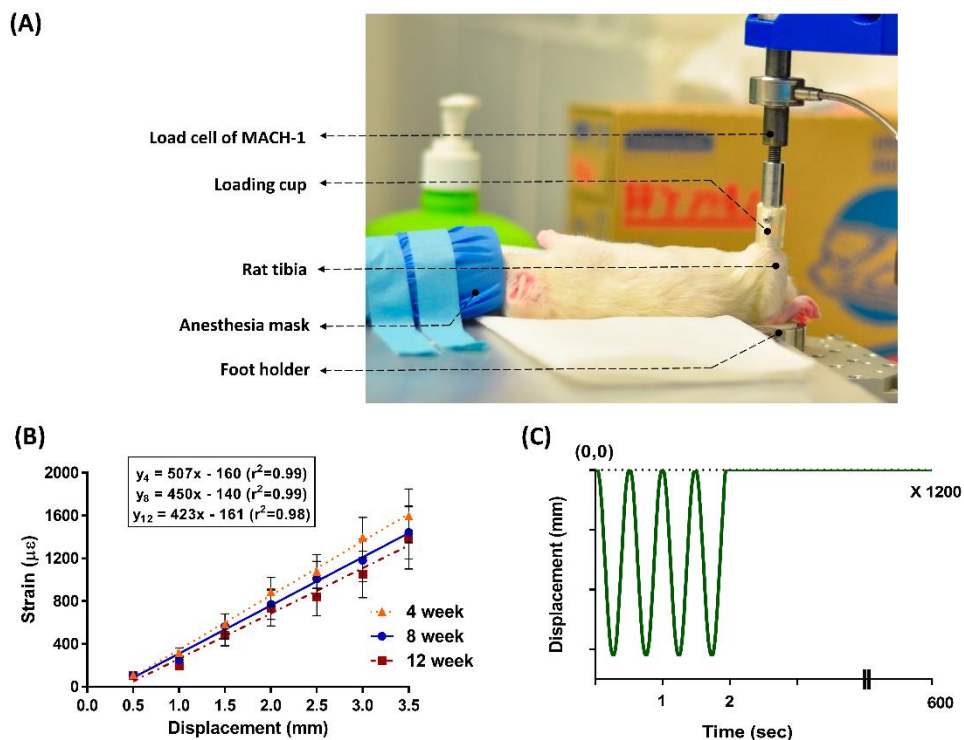 (A)
Load cell of MACH-1
Loading cup
Rat tibia
Anesthesia mask
Foot holder
(B)
y₄ = 507x - 160 (r²=0.99)
y₈ = 450x - 140 (r²=0.99)
y₁₂ = 423x - 161 (r²=0.98)
2000
1600
1200
800
400
0
Strain (με)
4 week
8 week
12 week
0.0 0.5 1.0 1.5 2.0 2.5 3.0 3.5
Displacement (mm)
(C)
(0,0)
X 1200
Displacement (mm)
1 2 600
Time (sec)